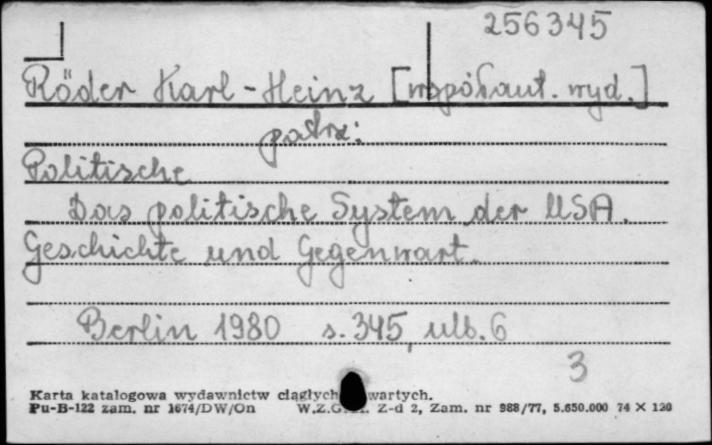 256345
Röder Karl-Heinz [współaut. wyd.]
patrz:
Politische
Das politische System der USA.
Geschichte und Gegenwart.
Berlin 1980 s. 345, ulb. 6
3
Karta katalogowa wydawnictw ciągłych wartych.
Pu-B-122 zam. nr 1674/DW/On W.Z.G. Z-d 2, Zam. nr 988/77, 5.650.000 74 × 120